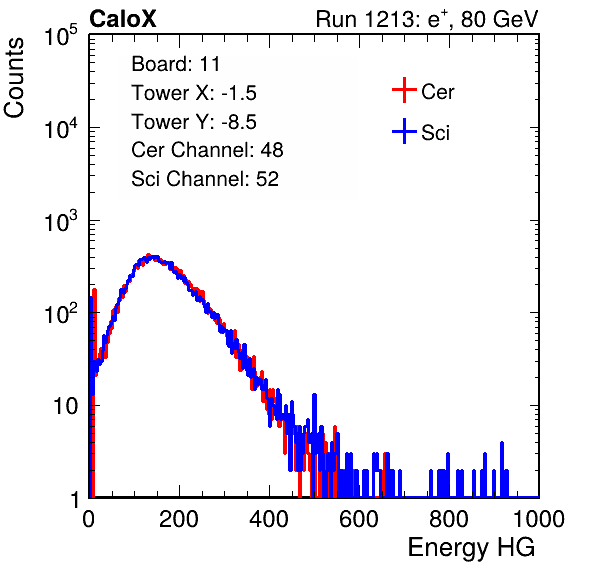 CaloX Run 1213: e⁺, 80 GeV
Counts
Board: 11
Tower X: -1.5
Tower Y: -8.5
Cer Channel: 48
Sci Channel: 52
Cer
Sci
10⁵
10⁴
10³
10²
10
1
0 200 400 600 800 1000
Energy HG